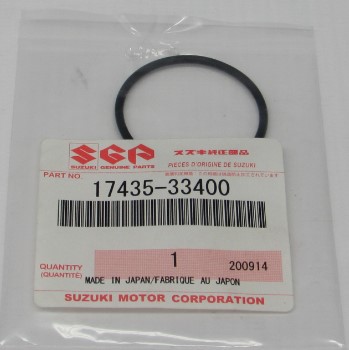 SGP
スズキ純正部品
SUZUKI GENUINE PARTS
PIECES D'ORIGINE DE SUZUKI
PART NO.
17435-33400
QUANTITY
(QUANTITÉ)
1
200914
MADE IN JAPAN/FABRIQUE AU JAPON
SUZUKI MOTOR CORPORATION